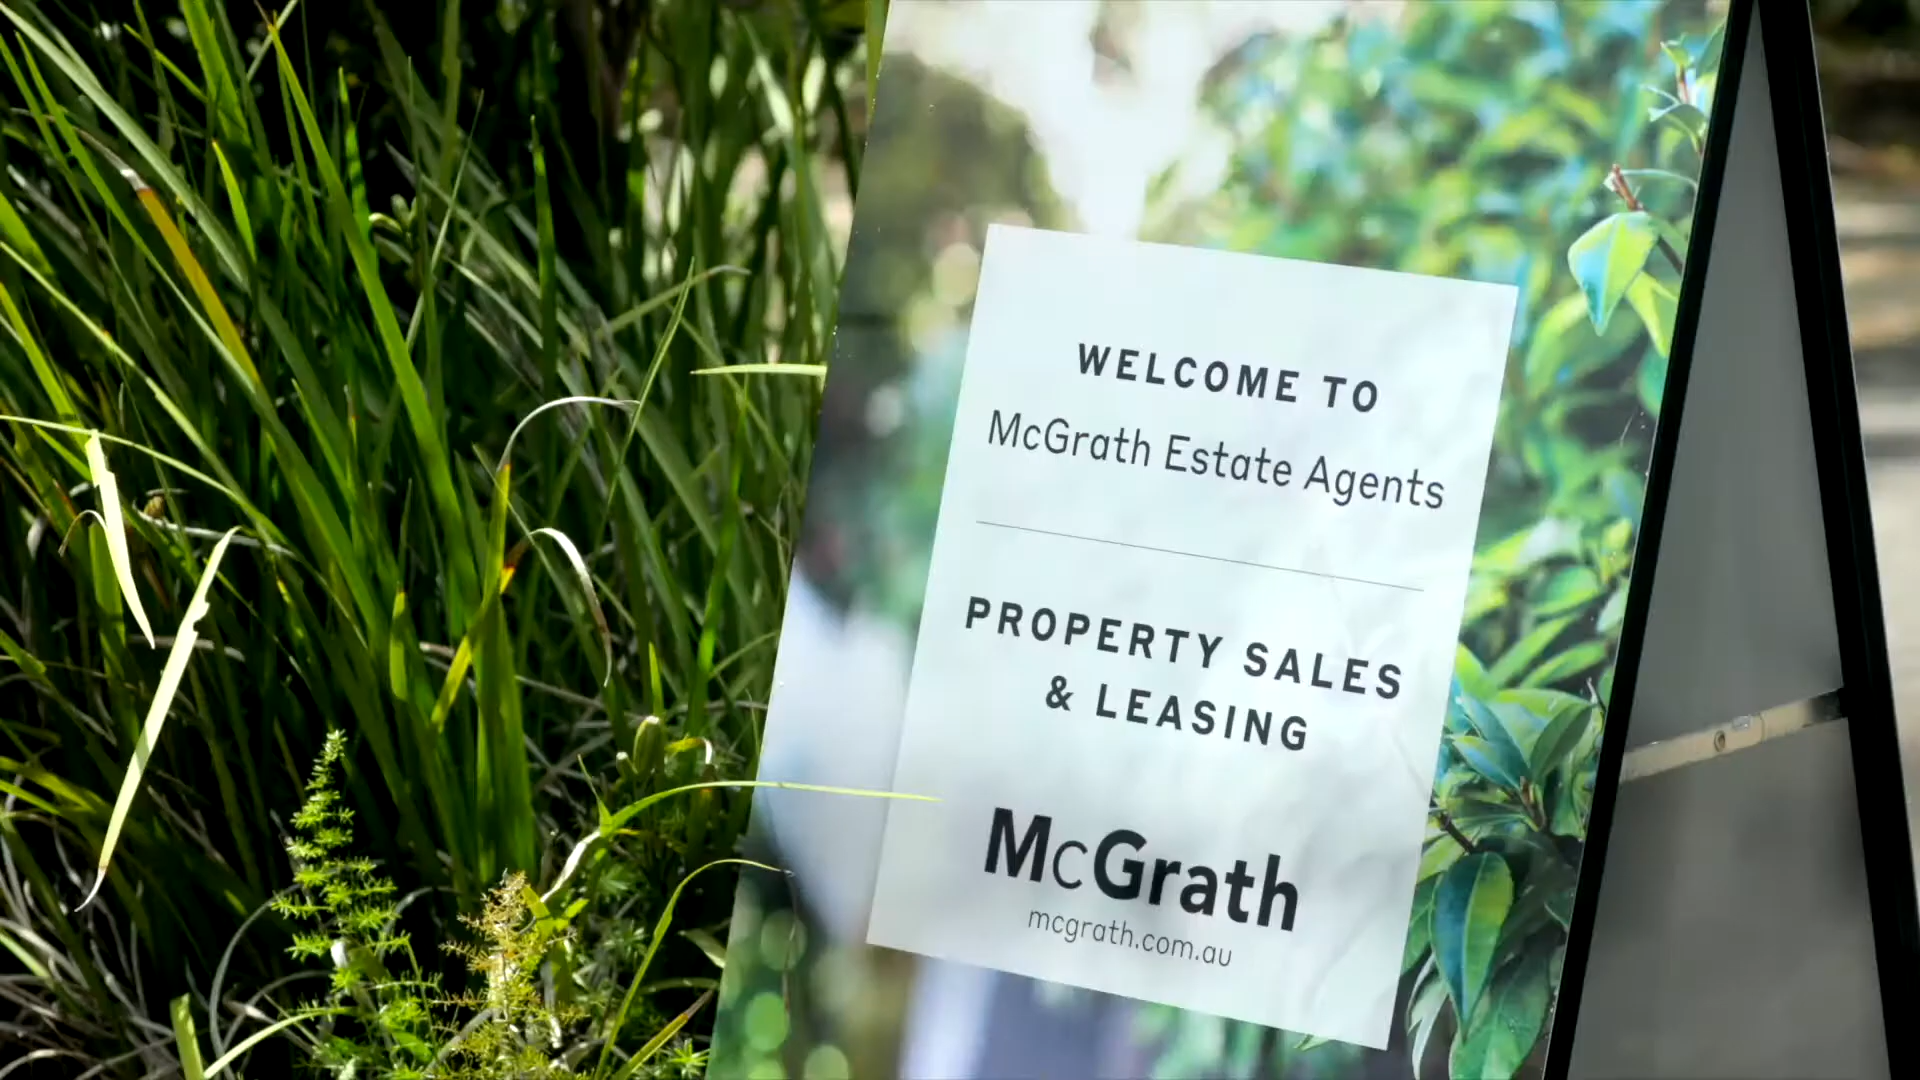 WELCOME TO
McGrath Estate Agents
PROPERTY SALES
& LEASING
McGrath
mcgrath.com.au